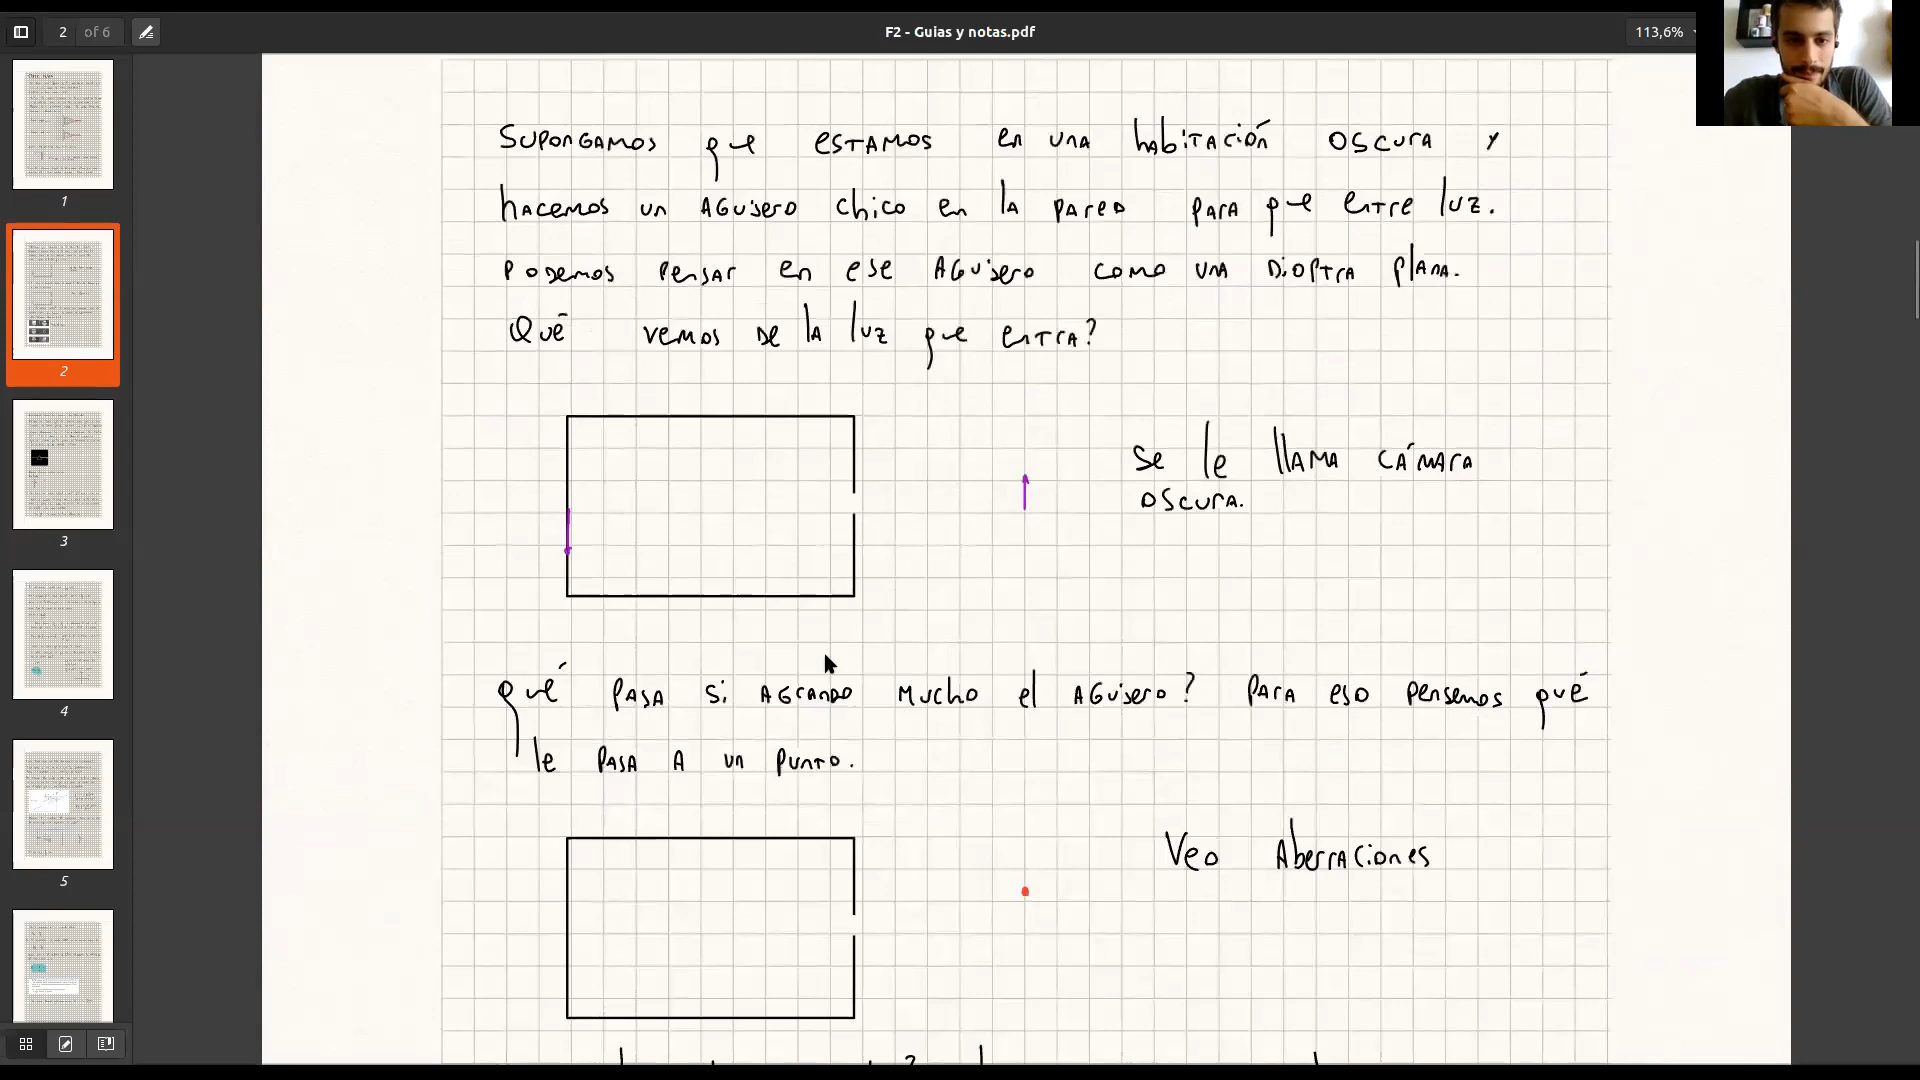 2 of 6
F2 - Guias y notas.pdf
113,6%
Supongamos que estamos en una habitación oscura y
hacemos un agujero chico en la pared para que entre luz.
Podemos pensar en ese agujero como una dioptra plana.
Qué vemos de la luz que entra?
Se le llama cámara
oscura.
qué pasa si agrando mucho el agujero? Para eso pensemos qué
le pasa a un punto.
Veo Aberraciones
1
2
3
4
5